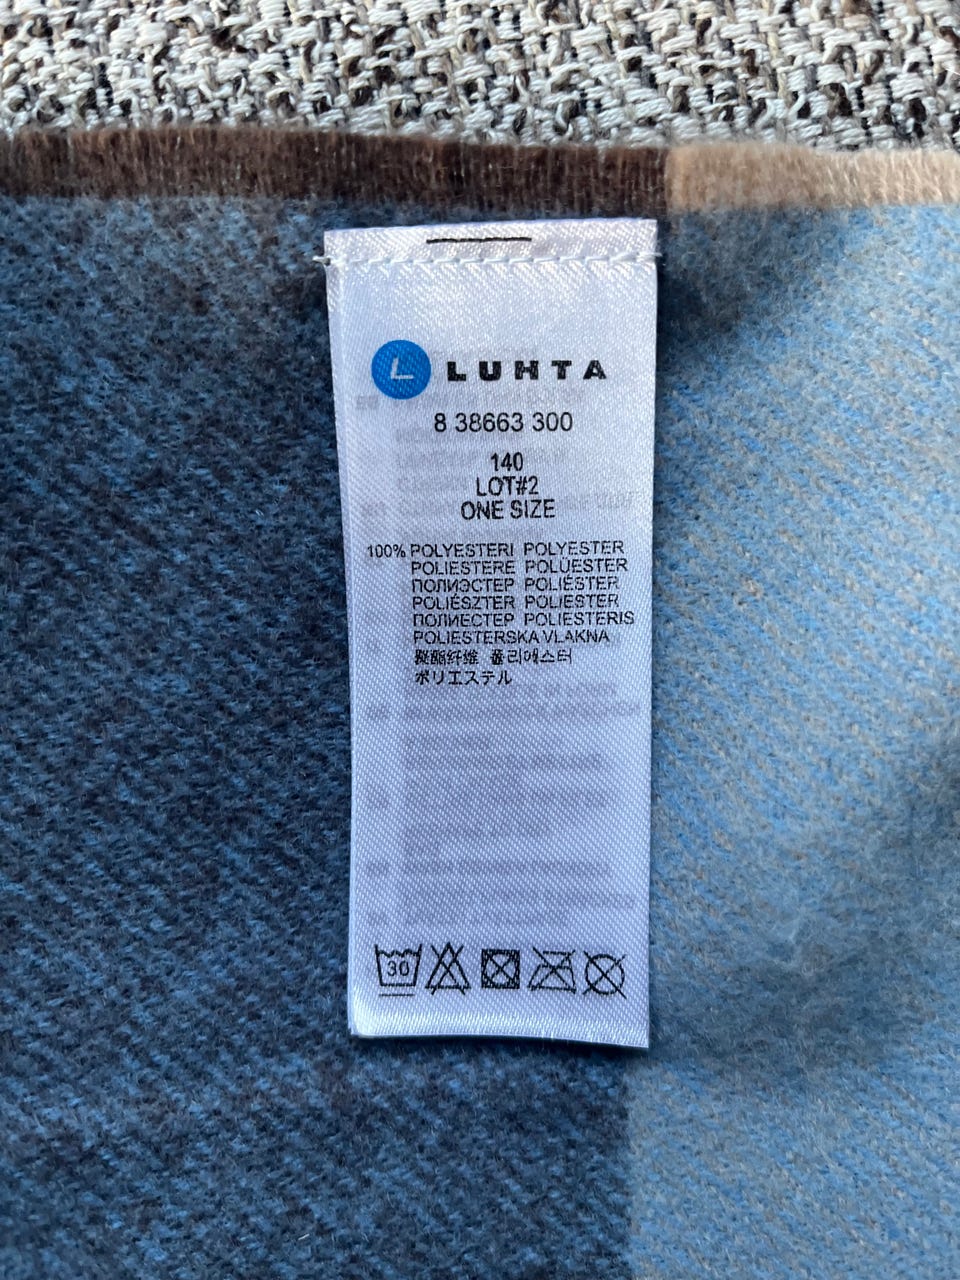 L LUHTA
8 38663 300
140
LOT#2
ONE SIZE
100% POLYESTERI POLYESTER
POLIESTERE POLÜESTER
ПОЛИЭСТЕР POLIÉSTER
POLIÉSZTER POLIESTER
ПОЛИЕСТЕР POLIESTERIS
POLIESTERSKA VLAKNA
聚酯纤维 폴리에스터
ポリエステル
30